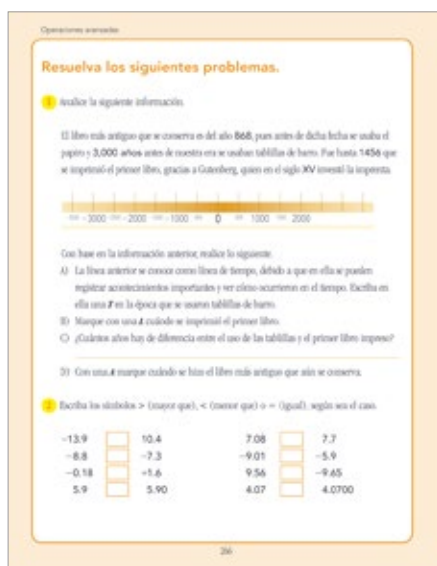 Operaciones avanzadas
Resuelva los siguientes problemas.
1 Analice la siguiente información.
El libro más antiguo que se conserva es del año 868, pues antes de dicha fecha se usaba el
papiro y 3,000 años antes de nuestra era se usaban tablillas de barro. Fue hasta 1456 que
se imprimió el primer libro, gracias a Gutenberg, quien en el siglo XV inventó la imprenta.
-3000 -2000 -1000 0 1000 2000
Con base en la información anterior, realice lo siguiente.
A) La línea anterior se conoce como línea de tiempo, debido a que en ella se pueden
registrar acontecimientos importantes y ver cómo ocurrieron en el tiempo. Escriba en
ella una T en la época que se usaron tablillas de barro.
B) Marque con una cuándo se imprimió el primer libro.
C) ¿Cuántos años hay de diferencia entre el uso de las tablillas y el primer libro impreso?
D) Con una marque cuándo se hizo el libro más antiguo que aún se conserva.
2 Escriba los símbolos > (mayor que), < (menor que) o = (igual), según sea el caso.
-13.9 10.4 7.08 7.7
-8.8 -7.3 -9.01 -5.9
-0.18 -1.6 9.56 -9.65
5.9 5.90 4.07 4.0700